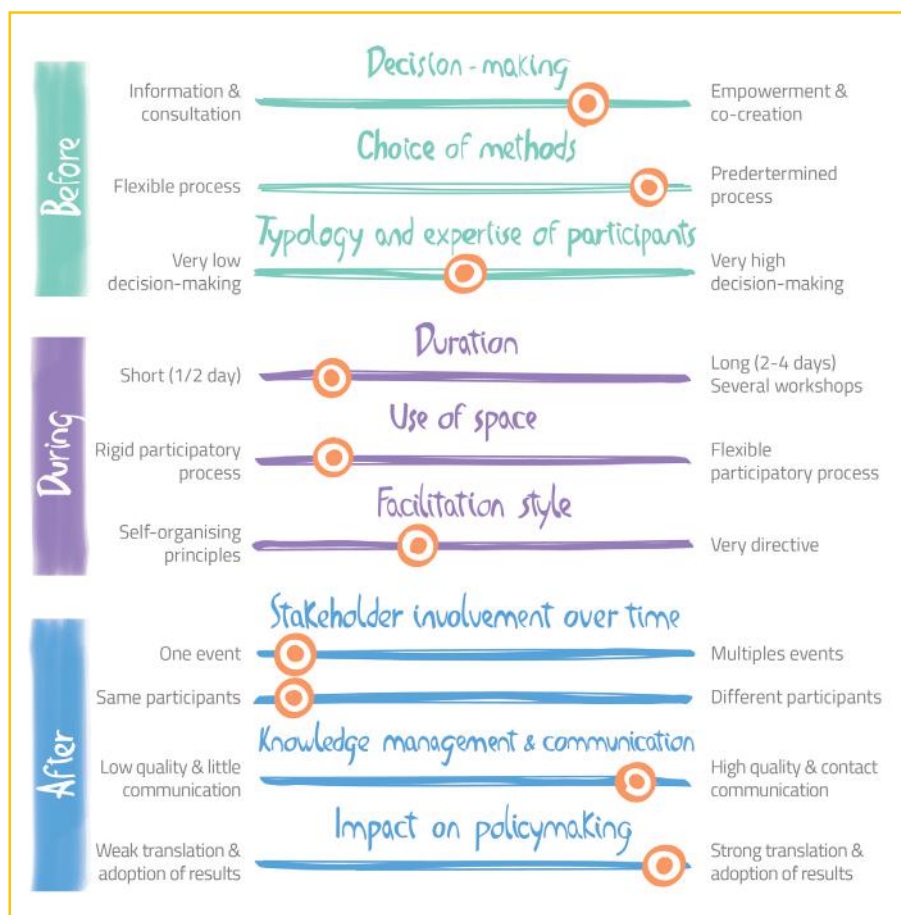 Before
Decision-making
Information &
consultation
Empowerment &
co-creation
Choice of methods
Flexible process
Predertermined
process
Typology and expertise of participants
Very low
decision-making
Very high
decision-making
During
Duration
Short (1/2 day)
Long (2-4 days)
Several workshops
Use of space
Rigid participatory
process
Flexible
participatory process
Facilitation style
Self-organising
principles
Very directive
After
Stakeholder involvement over time
One event
Multiples events
Same participants
Different participants
Knowledge management & communication
Low quality & little
communication
High quality & contact
communication
Impact on policymaking
Weak translation &
adoption of results
Strong translation &
adoption of results